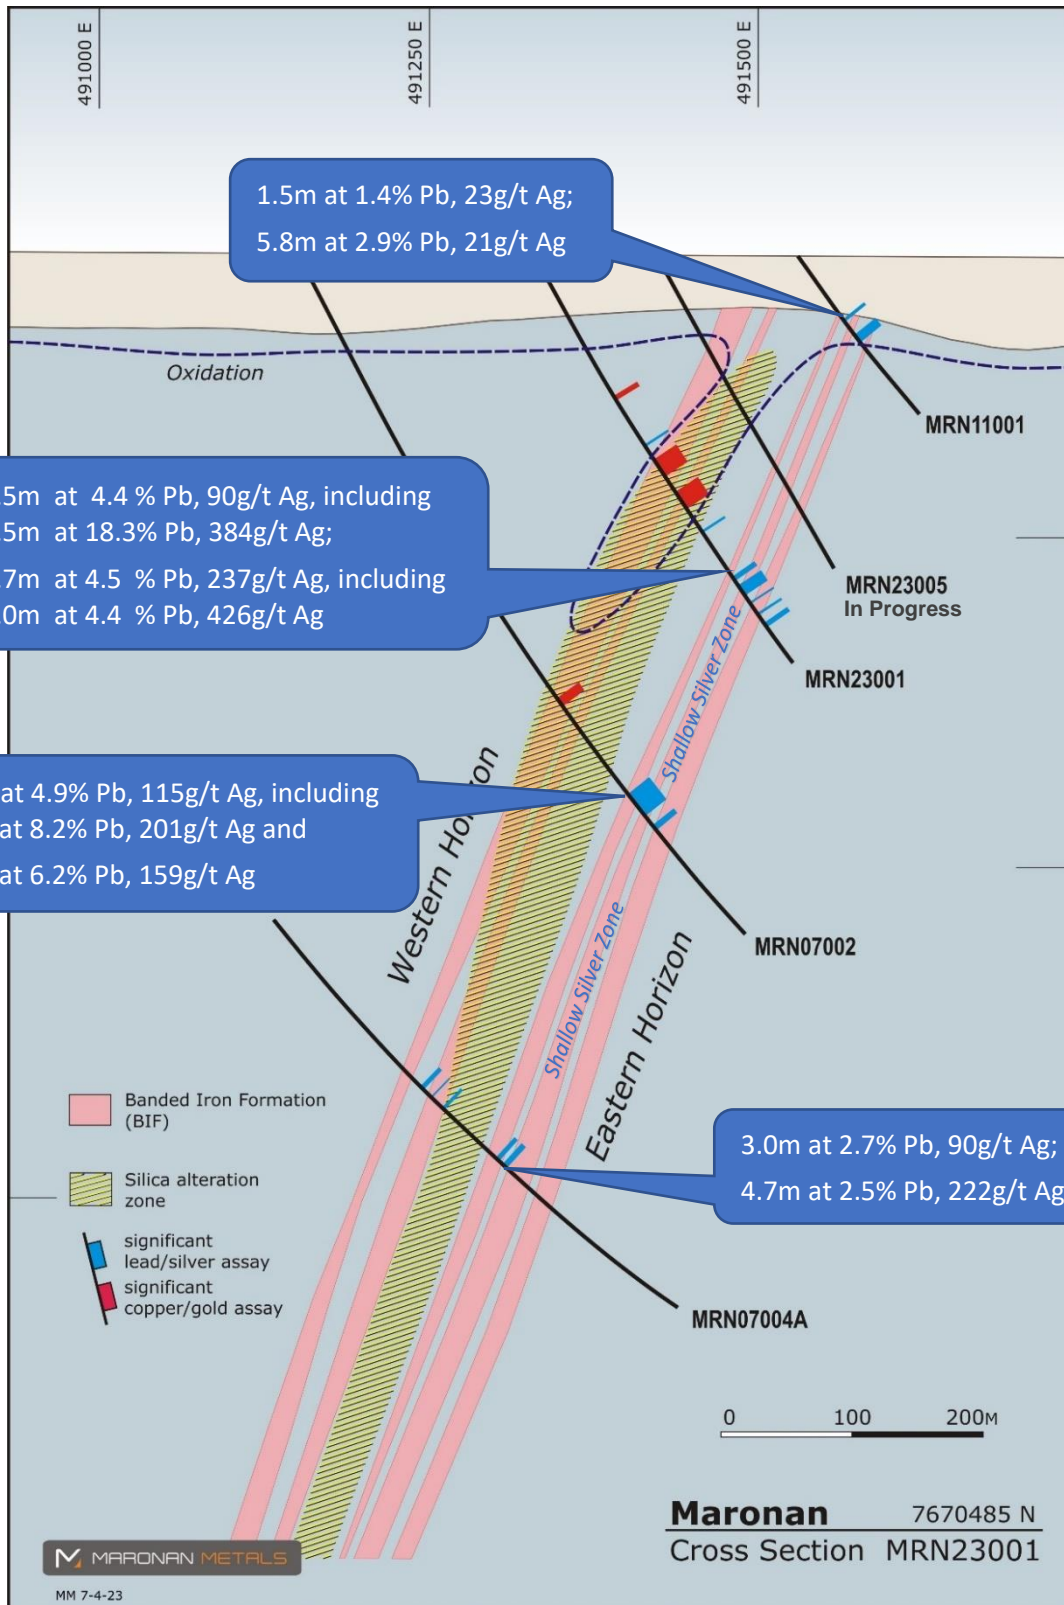 491000 E
491250 E
491500 E
1.5m at 1.4% Pb, 23g/t Ag;
5.8m at 2.9% Pb, 21g/t Ag
Oxidation
MRN11001
.5m at 4.4 % Pb, 90g/t Ag, including
.5m at 18.3% Pb, 384g/t Ag;
.7m at 4.5 % Pb, 237g/t Ag, including
.0m at 4.4 % Pb, 426g/t Ag
MRN23005
In Progress
MRN23001
Shallow Silver Zone
at 4.9% Pb, 115g/t Ag, including
at 8.2% Pb, 201g/t Ag and
at 6.2% Pb, 159g/t Ag
Western Horizon
MRN07002
Shallow Silver Zone
Eastern Horizon
Banded Iron Formation
(BIF)
Silica alteration
zone
significant
lead/silver assay
significant
copper/gold assay
3.0m at 2.7% Pb, 90g/t Ag;
4.7m at 2.5% Pb, 222g/t Ag
MRN07004A
0 100 200M
Maronan 7670485 N
Cross Section MRN23001
MARONAN METALS
MM 7-4-23